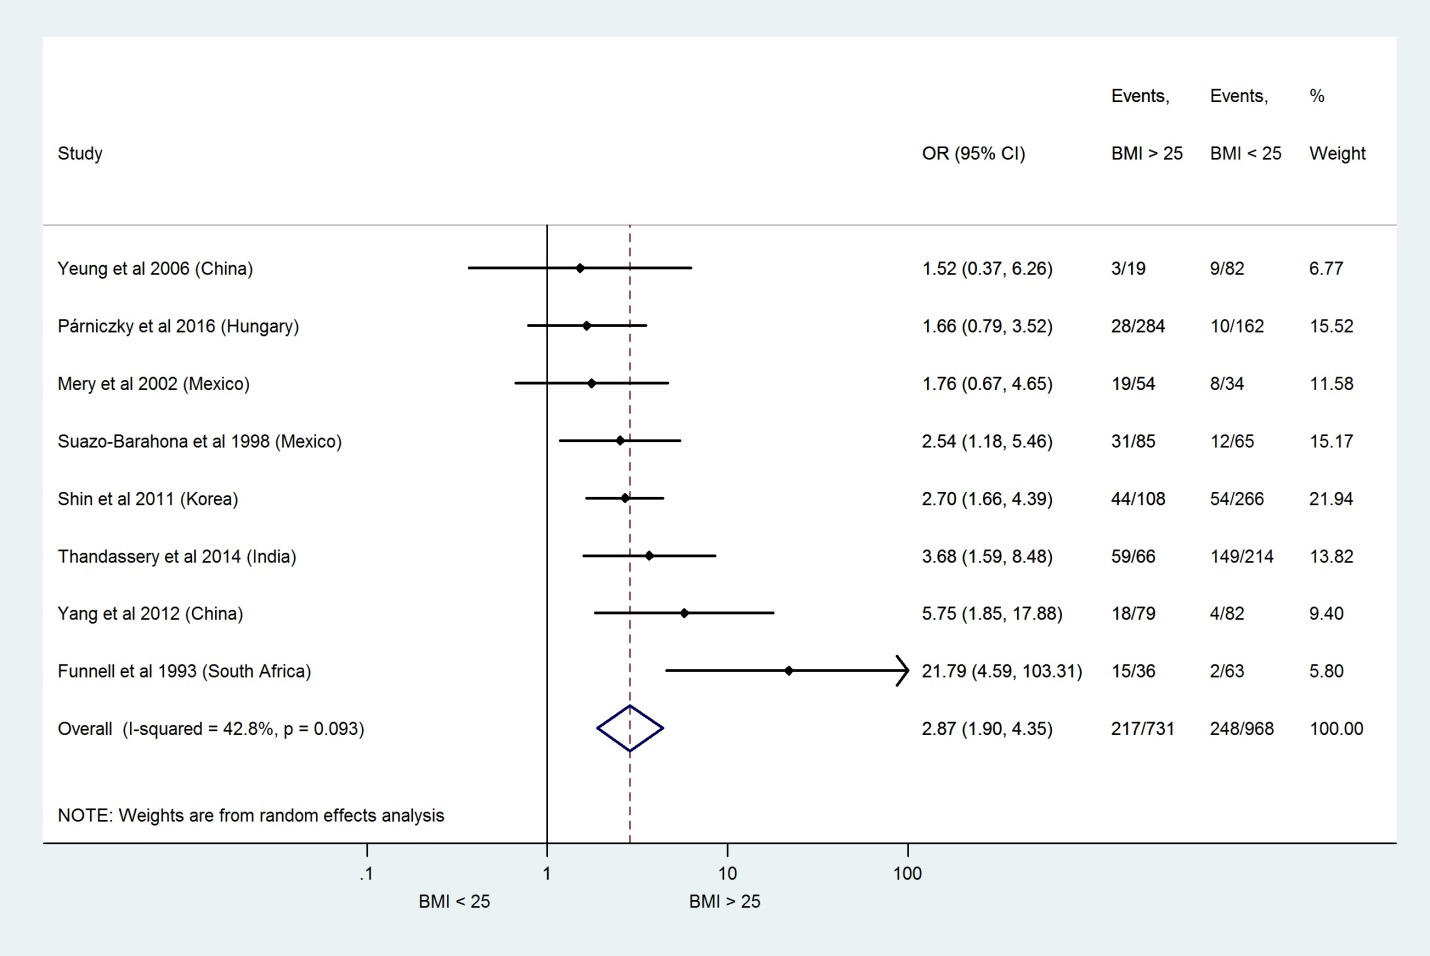 Events, Events, %
Study OR (95% CI) BMI > 25 BMI < 25 Weight
Yeung et al 2006 (China) 1.52 (0.37, 6.26) 3/19 9/82 6.77
Párniczky et al 2016 (Hungary) 1.66 (0.79, 3.52) 28/284 10/162 15.52
Mery et al 2002 (Mexico) 1.76 (0.67, 4.65) 19/54 8/34 11.58
Suazo-Barahona et al 1998 (Mexico) 2.54 (1.18, 5.46) 31/85 12/65 15.17
Shin et al 2011 (Korea) 2.70 (1.66, 4.39) 44/108 54/266 21.94
Thandassery et al 2014 (India) 3.68 (1.59, 8.48) 59/66 149/214 13.82
Yang et al 2012 (China) 5.75 (1.85, 17.88) 18/79 4/82 9.40
Funnell et al 1993 (South Africa) 21.79 (4.59, 103.31) 15/36 2/63 5.80
Overall (I-squared = 42.8%, p = 0.093) 2.87 (1.90, 4.35) 217/731 248/968 100.00
NOTE: Weights are from random effects analysis
.1 1 10 100
BMI < 25 BMI > 25